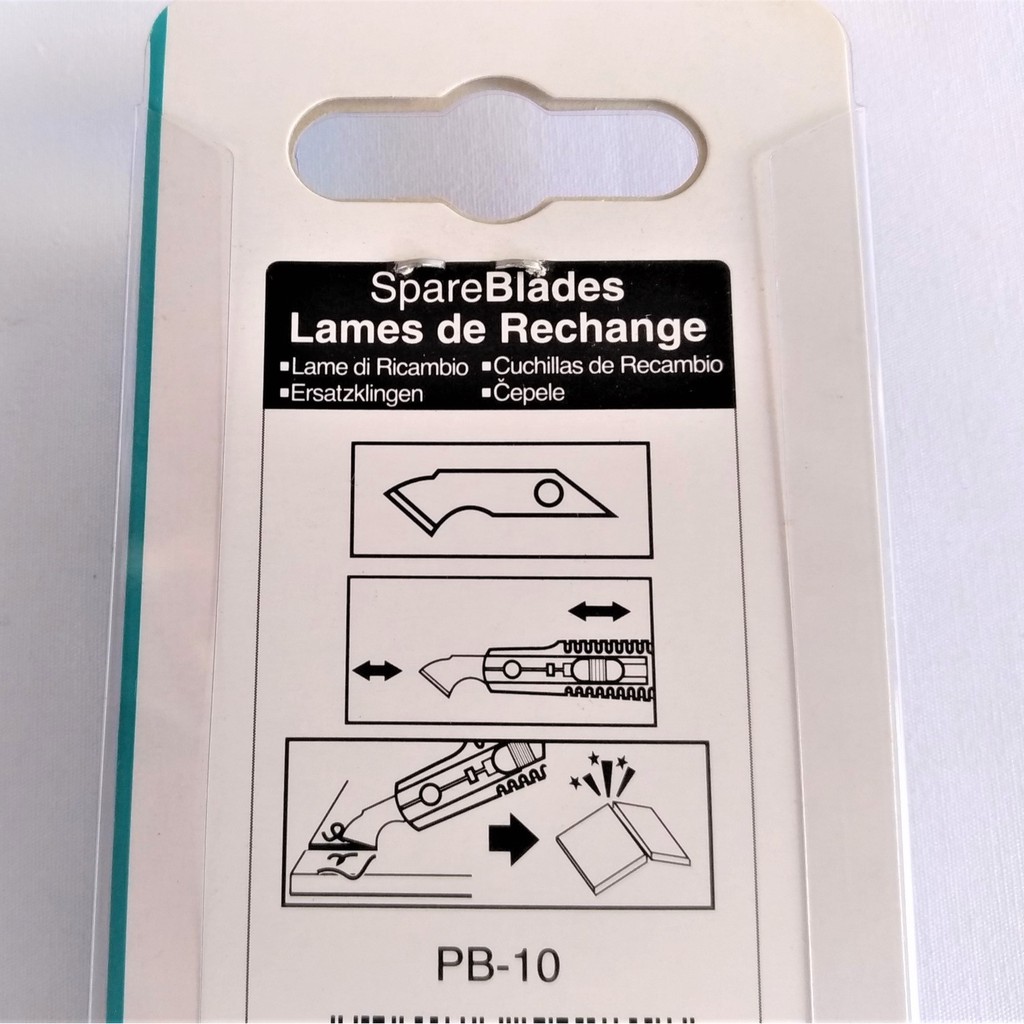 SpareBlades
Lames de Rechange
▪Lame di Ricambio ▪Cuchillas de Recambio
▪Ersatzklingen ▪Čepele
PB-10